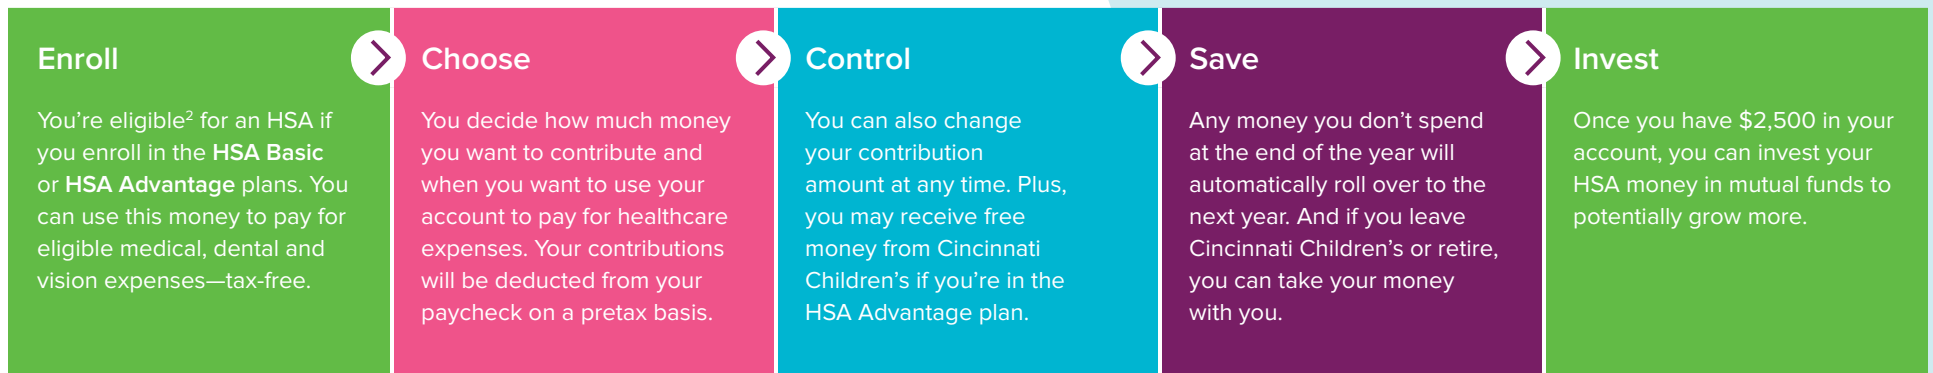 Enroll
You're eligible² for an HSA if
you enroll in the HSA Basic
or HSA Advantage plans. You
can use this money to pay for
eligible medical, dental and
vision expenses—tax-free.
Choose
You decide how much money
you want to contribute and
when you want to use your
account to pay for healthcare
expenses. Your contributions
will be deducted from your
paycheck on a pretax basis.
Control
You can also change
your contribution
amount at any time. Plus,
you may receive free
money from Cincinnati
Children's if you're in the
HSA Advantage plan.
Save
Any money you don't spend
at the end of the year will
automatically roll over to the
next year. And if you leave
Cincinnati Children's or retire,
you can take your money
with you.
Invest
Once you have $2,500 in your
account, you can invest your
HSA money in mutual funds to
potentially grow more.